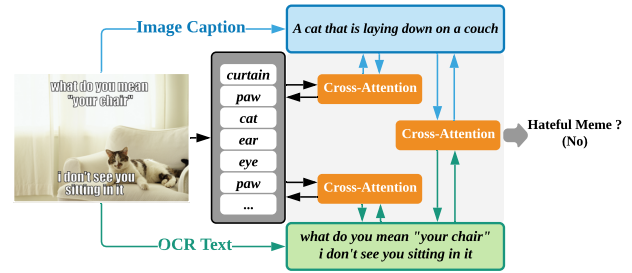 Image Caption
A cat that is laying down on a couch
what do you mean
"your chair"
i don't see you
sitting in it
curtain
paw
cat
ear
eye
paw
...
Cross-Attention
Cross-Attention
Cross-Attention
Hateful Meme ?
(No)
OCR Text
what do you mean "your chair"
i don't see you sitting in it